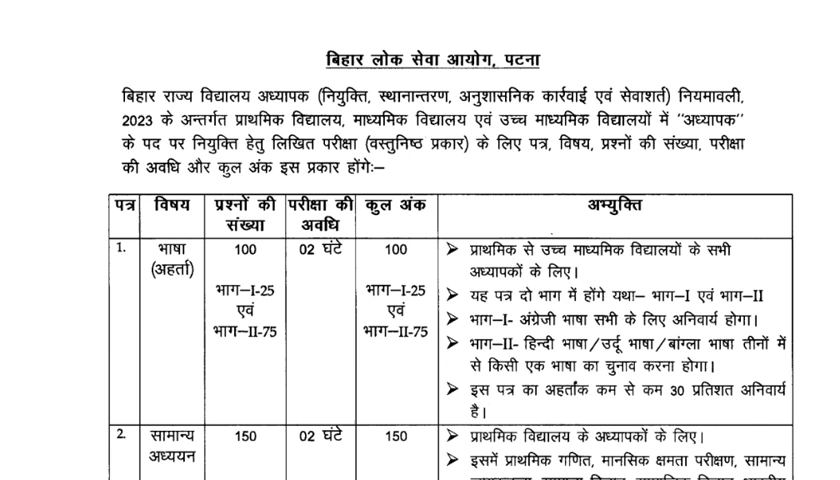 बिहार लोक सेवा आयोग, पटना
बिहार राज्य विद्यालय अध्यापक (नियुक्ति, स्थानान्तरण, अनुशासनिक कार्रवाई एवं सेवाशर्त) नियमावली,
2023 के अन्तर्गत प्राथमिक विद्यालय, माध्यमिक विद्यालय एवं उच्च माध्यमिक विद्यालयों में "अध्यापक"
के पद पर नियुक्ति हेतु लिखित परीक्षा (वस्तुनिष्ठ प्रकार) के लिए पत्र, विषय, प्रश्नों की संख्या, परीक्षा
की अवधि और कुल अंक इस प्रकार होंगेः–
पत्र विषय प्रश्नों की संख्या परीक्षा की अवधि कुल अंक अभ्युक्ति
1. भाषा (अहर्ता) 100 02 घंटे 100
भाग–I-25 एवं भाग–II-75
भाग–I-25 एवं भाग–II-75
➢ प्राथमिक से उच्च माध्यमिक विद्यालयों के सभी
अध्यापकों के लिए।
➢ यह पत्र दो भाग में होंगे यथा– भाग–I एवं भाग–II
➢ भाग–I- अंग्रेजी भाषा सभी के लिए अनिवार्य होगा।
➢ भाग–II- हिन्दी भाषा/उर्दू भाषा/बांग्ला भाषा तीनों में
से किसी एक भाषा का चुनाव करना होगा।
➢ इस पत्र का अहर्तांक कम से कम 30 प्रतिशत अनिवार्य
है।
2. सामान्य अध्ययन 150 02 घंटे 150
➢ प्राथमिक विद्यालय के अध्यापकों के लिए।
➢ इसमें प्राथमिक गणित, मानसिक क्षमता परीक्षण, सामान्य